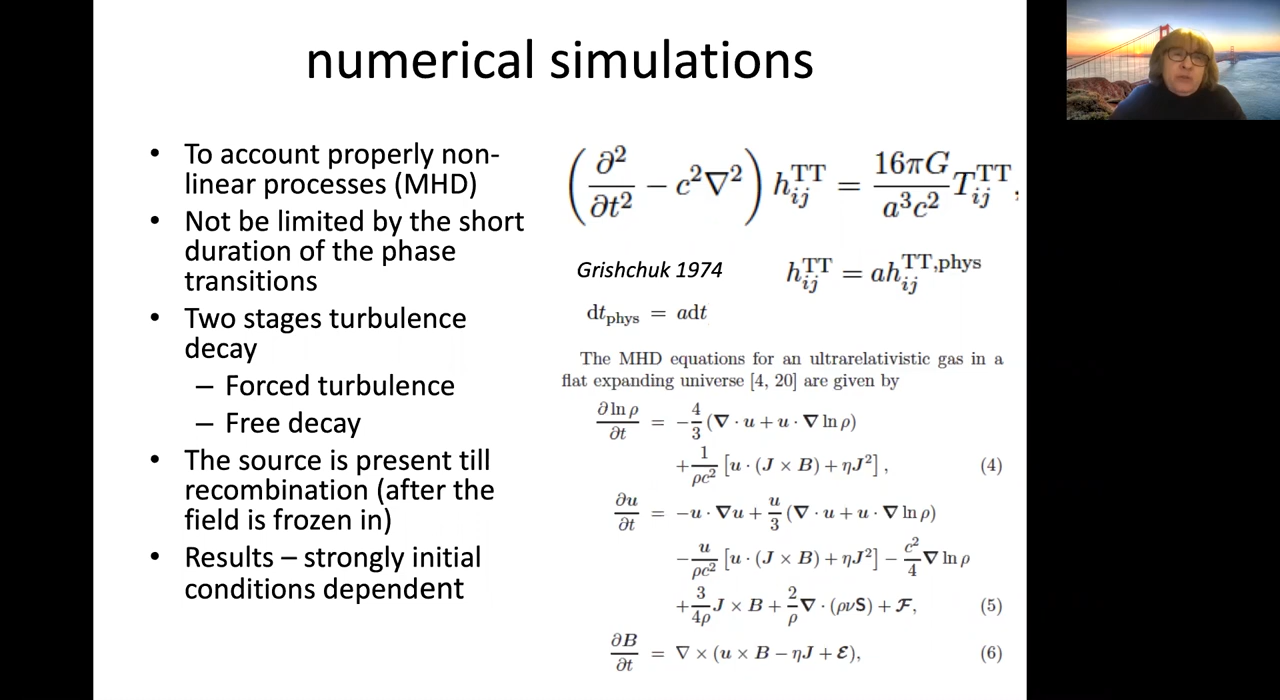 numerical simulations
• To account properly non-
linear processes (MHD)
• Not be limited by the short
duration of the phase
transitions
• Two stages turbulence
decay
– Forced turbulence
– Free decay
• The source is present till
recombination (after the
field is frozen in)
• Results – strongly initial
conditions dependent
(∂²/∂t² − c²∇²) h_ij^TT = 16πG/(a³c²) T_ij^TT,
Grishchuk 1974 h_ij^TT = ah_ij^TT,phys
dt_phys = adt
The MHD equations for an ultrarelativistic gas in a
flat expanding universe [4, 20] are given by
∂ ln ρ/∂t = −4/3 (∇ · u + u · ∇ ln ρ)
+ 1/(ρc²) [u · (J × B) + ηJ²], (4)
∂u/∂t = −u · ∇u + u/3 (∇ · u + u · ∇ ln ρ)
− u/(ρc²) [u · (J × B) + ηJ²] − c²/4 ∇ ln ρ
+ 3/(4ρ) J × B + 2/ρ ∇ · (ρνS) + F, (5)
∂B/∂t = ∇ × (u × B − ηJ + E), (6)